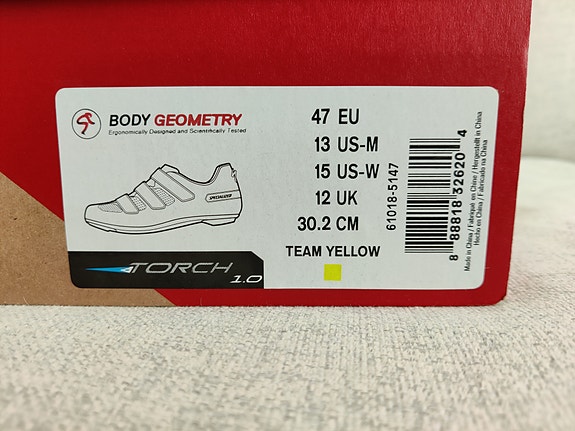 BODY GEOMETRY
Ergonomically Designed and Scientifically Tested
SPECIALIZED
TORCH
1.0
47 EU
13 US-M
15 US-W
12 UK
30.2 CM
TEAM YELLOW
61018-5147
8 88818 32620 4
Made in China / Fabriqué en Chine / Hergestellt in China
Hecho en China / Fabricado na China